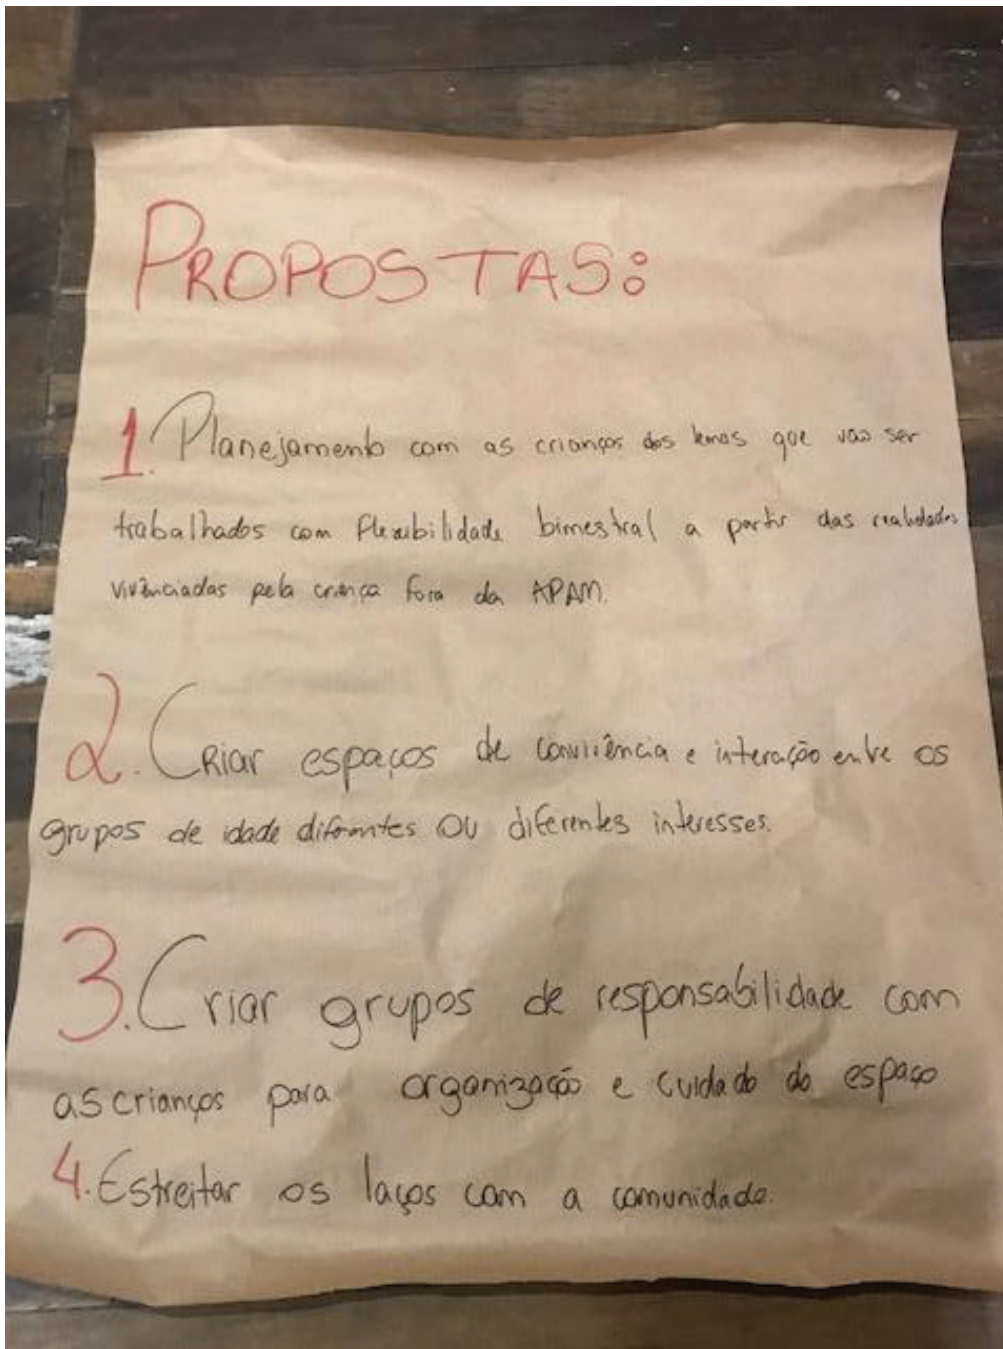 PROPOSTAS:
1. Planejamento com as crianças dos temas que vão ser
trabalhados com flexibilidade bimestral a partir das realidades
vivênciadas pela criança fora da APAM.
2. CRiar espaços de convivência e interação entre os
grupos de idade diferentes OU diferentes interesses.
3. Criar grupos de responsabilidade com
as crianças para organização e cuidado do espaço
4. Estreitar os laços com a comunidade.